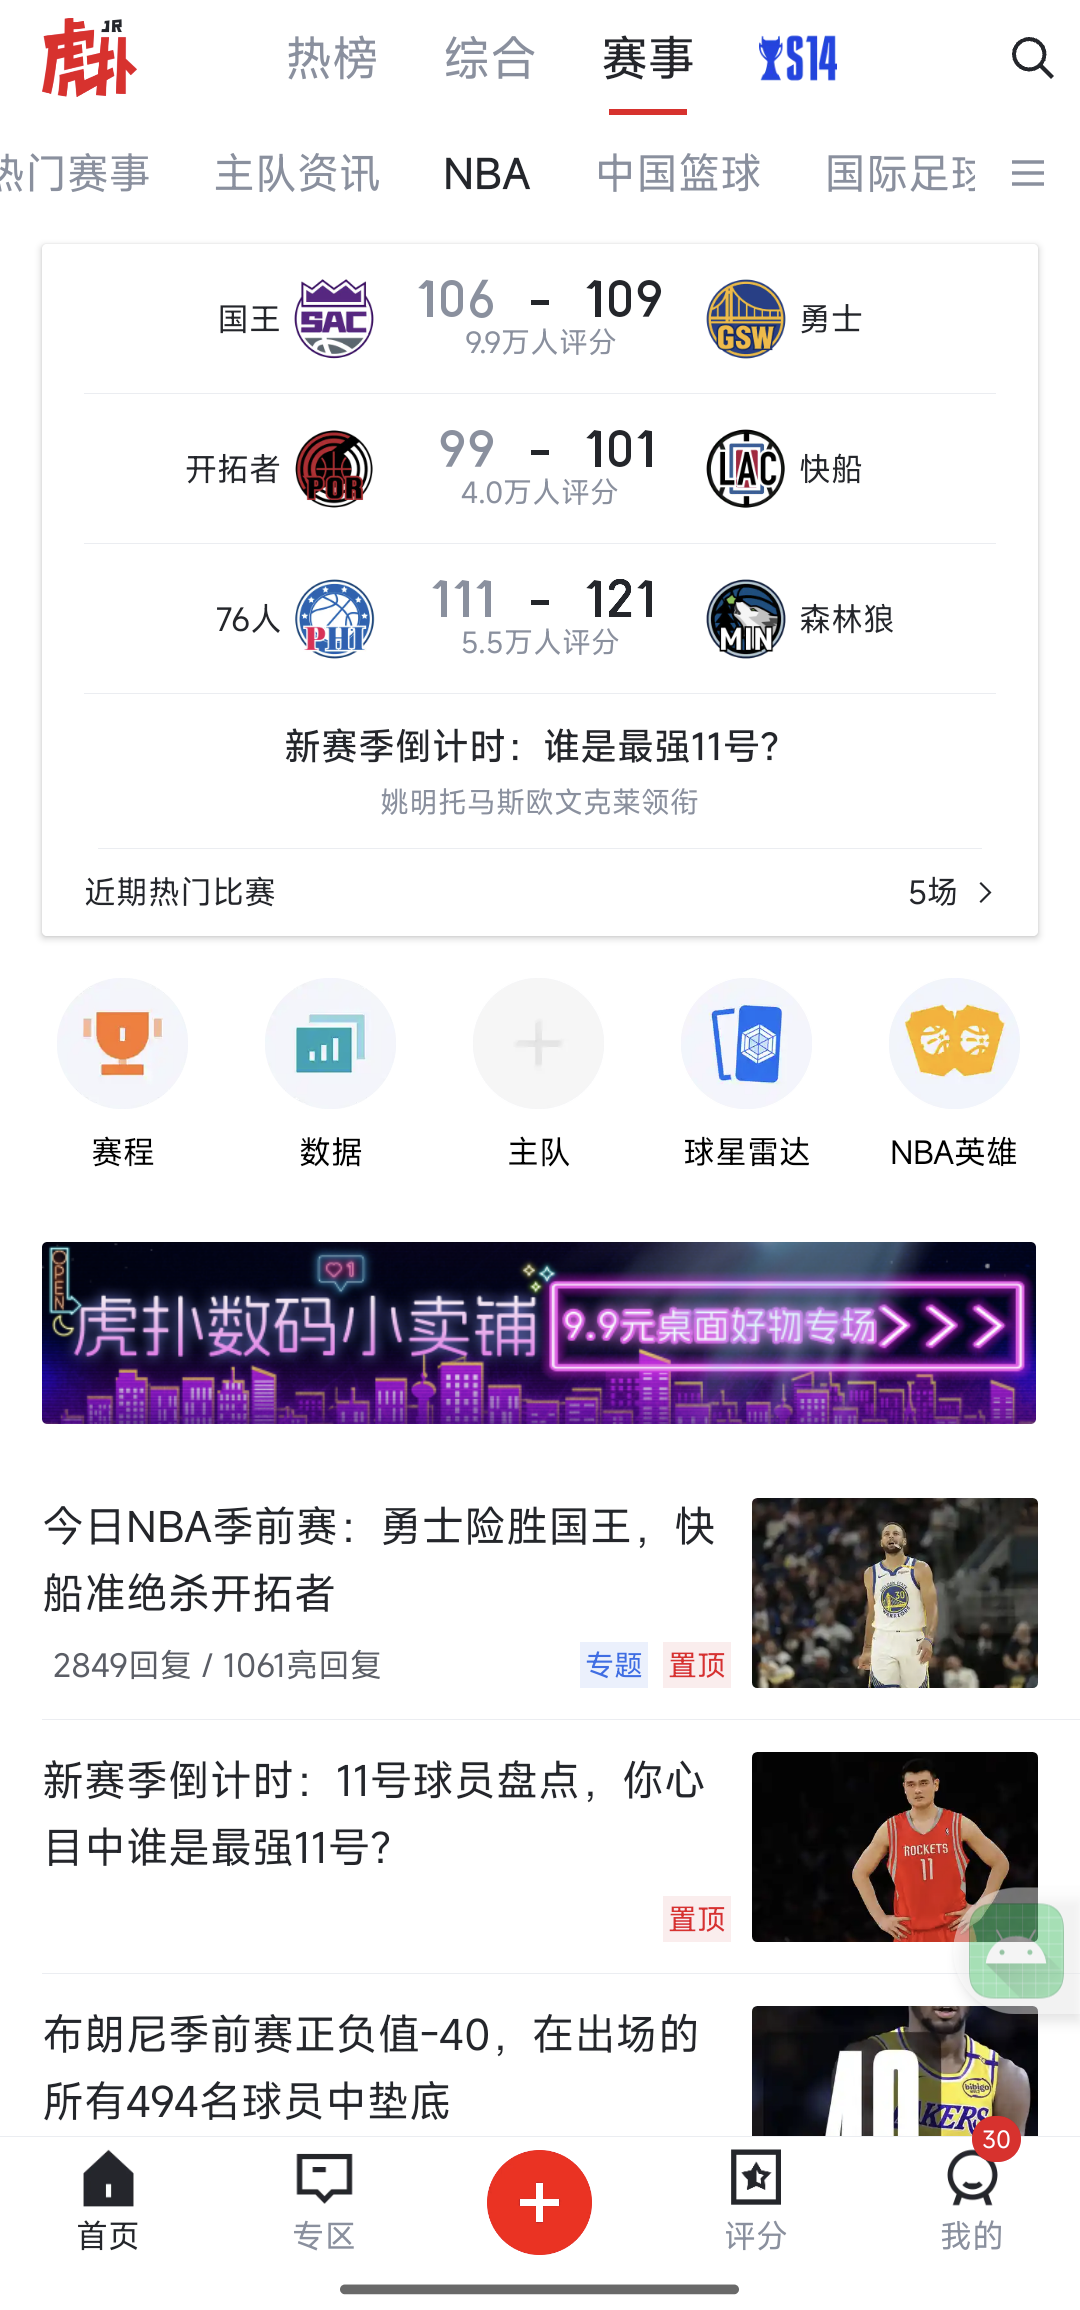 虎扑 JR
热榜 综合 赛事 S14
热门赛事 主队资讯 NBA 中国篮球 国际足球
国王 SAC 106 - 109 GSW 勇士
9.9万人评分
开拓者 POR 99 - 101 LAC 快船
4.0万人评分
76人 PHI 111 - 121 MIN 森林狼
5.5万人评分
新赛季倒计时：谁是最强11号？
姚明托马斯欧文克莱领衔
近期热门比赛 5场
赛程 数据 主队 球星雷达 NBA英雄
OPEN 1
虎扑数码小卖铺 9.9元桌面好物专场
今日NBA季前赛：勇士险胜国王，快
船准绝杀开拓者
2849回复 / 1061亮回复 专题 置顶
30
新赛季倒计时：11号球员盘点，你心
目中谁是最强11号？
置顶
ROCKETS
11
布朗尼季前赛正负值-40，在出场的
所有494名球员中垫底
40
bibigo
LAKERS
30
首页 专区 评分 我的